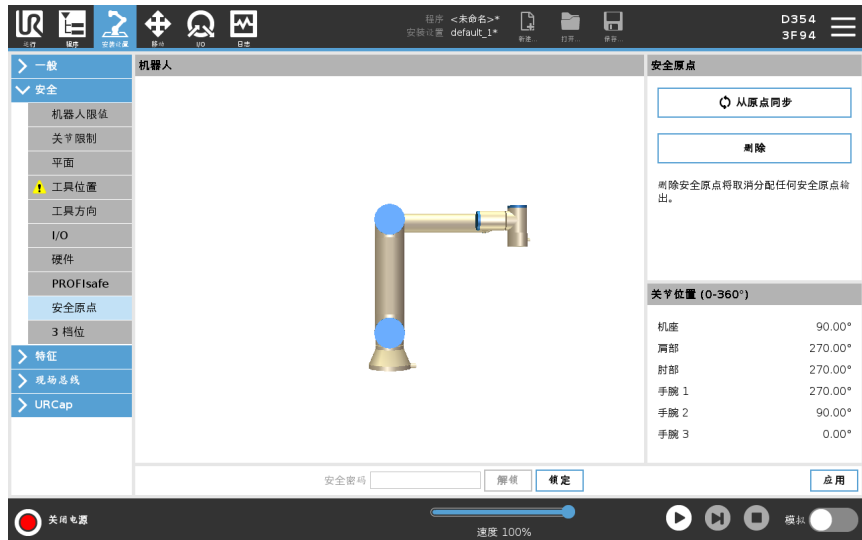 UR
运行
程序
安装设置
移动
I/O
日志
程序 <未命名>*
安装设置 default_1*
新建...
打开...
保存...
D354
3F94
一般
安全
机器人限值
关节限制
平面
工具位置
工具方向
I/O
硬件
PROFIsafe
安全原点
3 档位
特征
现场总线
URCap
机器人
安全原点
从原点同步
删除
删除安全原点将取消分配任何安全原点输
出。
关节位置 (0-360°)
机座 90.00°
肩部 270.00°
肘部 270.00°
手腕 1 270.00°
手腕 2 90.00°
手腕 3 0.00°
安全密码
解锁
锁定
应用
关闭电源
速度 100%
模拟